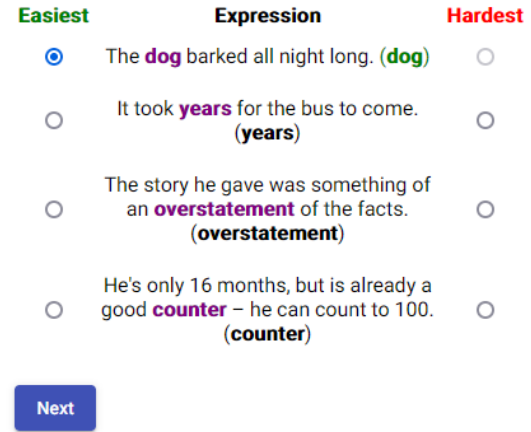 Easiest Expression Hardest
The dog barked all night long. (dog)
It took years for the bus to come.
(years)
The story he gave was something of
an overstatement of the facts.
(overstatement)
He's only 16 months, but is already a
good counter – he can count to 100.
(counter)
Next